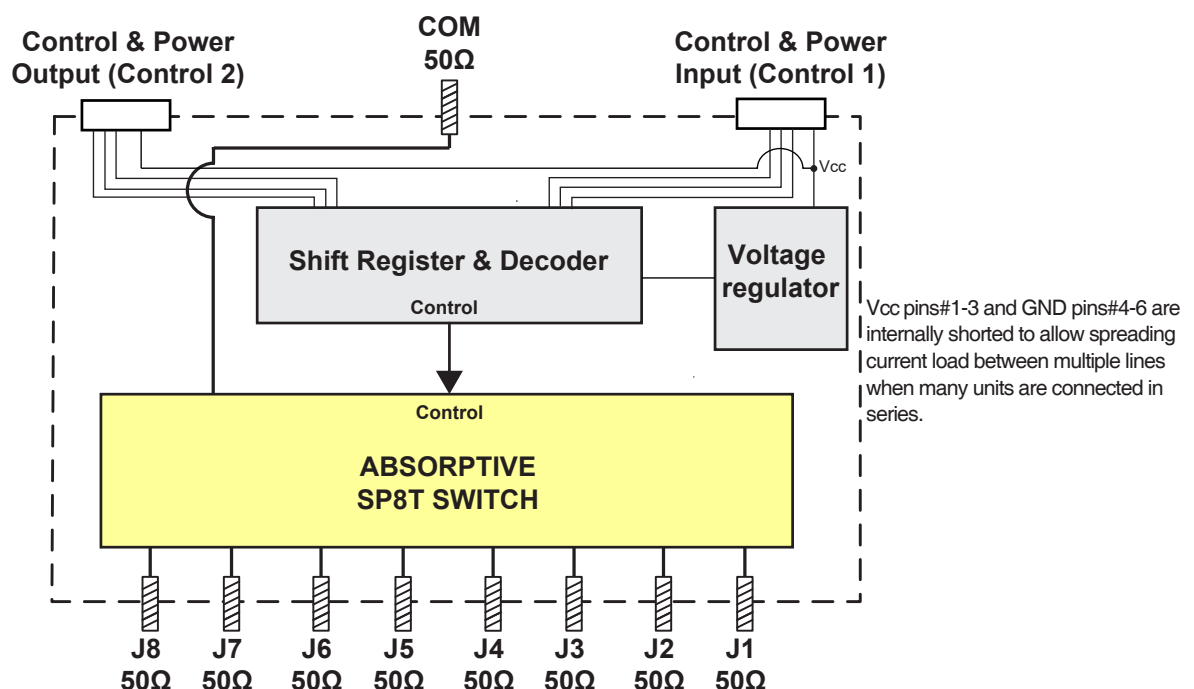 COM
50Ω
Control & Power
Output (Control 2)
Control & Power
Input (Control 1)
Vcc
Shift Register & Decoder
Control
Voltage
regulator
Vcc pins#1-3 and GND pins#4-6 are
internally shorted to allow spreading
current load between multiple lines
when many units are connected in
series.
Control
ABSORPTIVE
SP8T SWITCH
J8 J7 J6 J5 J4 J3 J2 J1
50Ω 50Ω 50Ω 50Ω 50Ω 50Ω 50Ω 50Ω